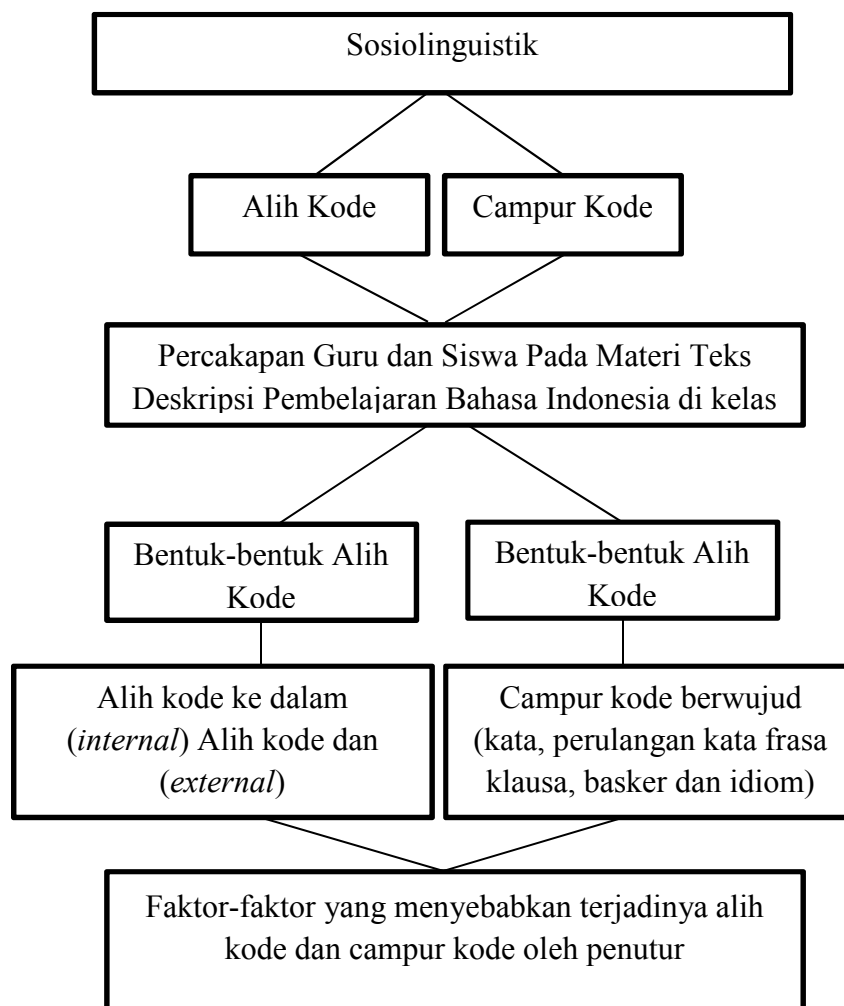 Sosiolinguistik
Alih Kode
Campur Kode
Percakapan Guru dan Siswa Pada Materi Teks
Deskripsi Pembelajaran Bahasa Indonesia di kelas
Bentuk-bentuk Alih
Kode
Bentuk-bentuk Alih
Kode
Alih kode ke dalam
(internal) Alih kode dan
(external)
Campur kode berwujud
(kata, perulangan kata frasa
klausa, basker dan idiom)
Faktor-faktor yang menyebabkan terjadinya alih
kode dan campur kode oleh penutur